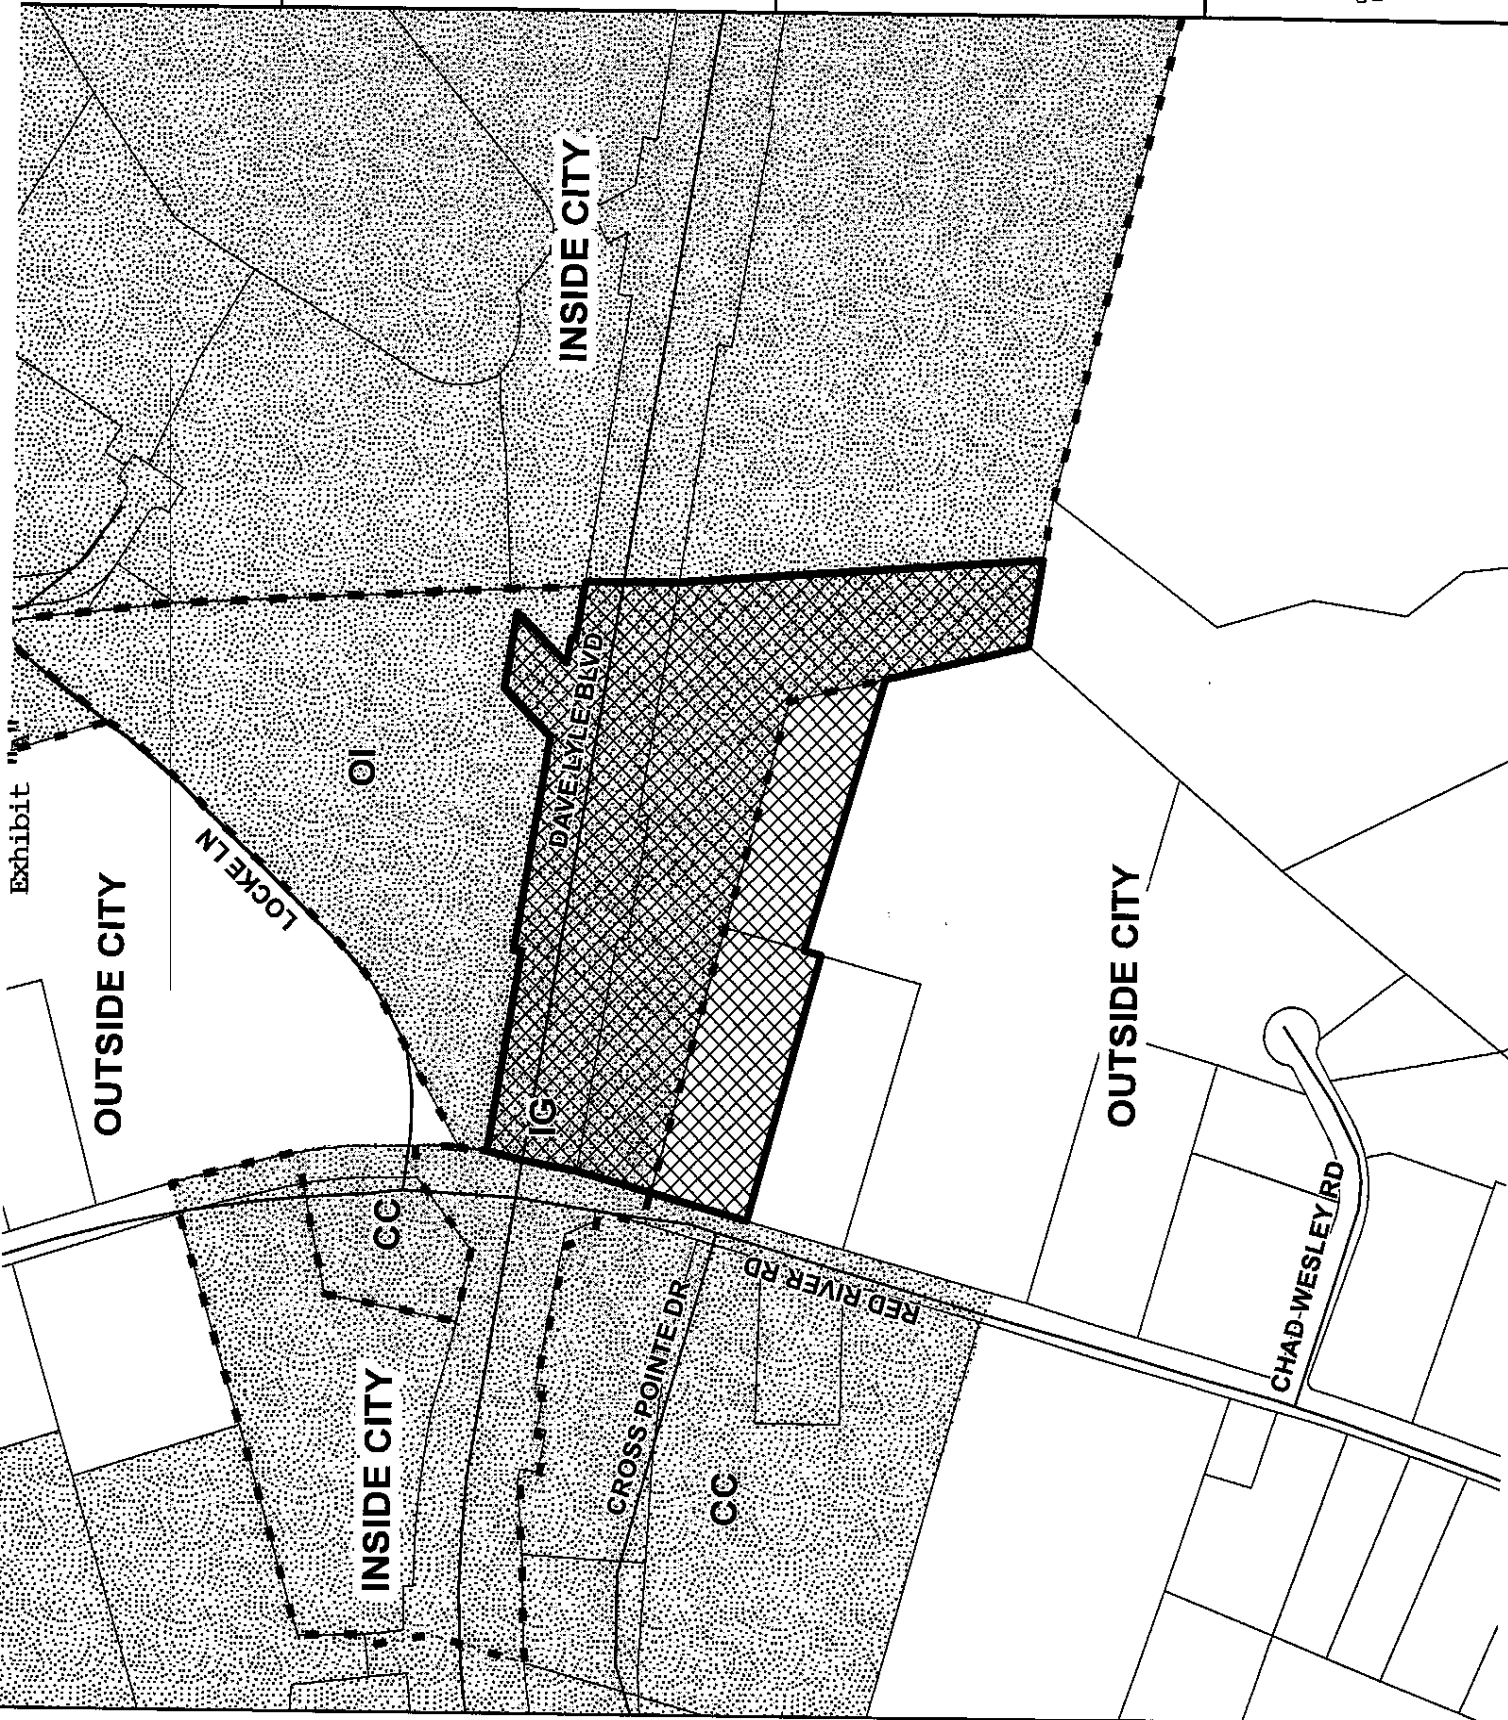 Exhibit "A"
OUTSIDE CITY
LOCKE LN
OI
INSIDE CITY
DAVE LYLE BLVD
IG
CC
INSIDE CITY
CROSS POINTE DR
CC
RED RIVER RD
OUTSIDE CITY
CHAD-WESLEY RD